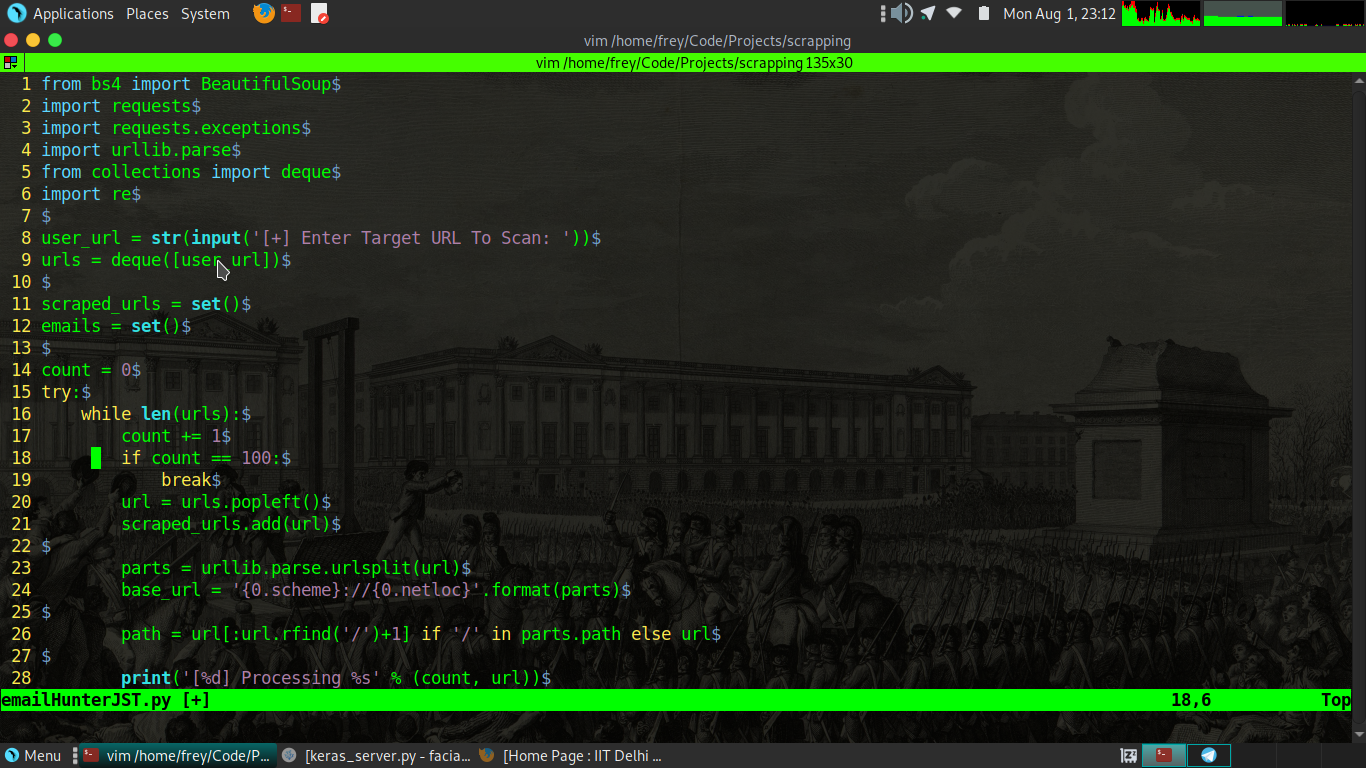 Applications Places System
Mon Aug 1, 23:12
vim /home/frey/Code/Projects/scrapping
vim /home/frey/Code/Projects/scrapping 135x30
1 from bs4 import BeautifulSoup$
2 import requests$
3 import requests.exceptions$
4 import urllib.parse$
5 from collections import deque$
6 import re$
7 $
8 user_url = str(input('[+] Enter Target URL To Scan: '))$
9 urls = deque([user_url])$
10 $
11 scraped_urls = set()$
12 emails = set()$
13 $
14 count = 0$
15 try:$
16     while len(urls):$
17         count += 1$
18         if count == 100:$
19             break$
20         url = urls.popleft()$
21         scraped_urls.add(url)$
22 $
23         parts = urllib.parse.urlsplit(url)$
24         base_url = '{0.scheme}://{0.netloc}'.format(parts)$
25 $
26         path = url[:url.rfind('/')+1] if '/' in parts.path else url$
27 $
28         print('[%d] Processing %s' % (count, url))$
emailHunterJST.py [+] 18,6 Top
Menu vim /home/frey/Code/P... [keras_server.py - facia... [Home Page : IIT Delhi ...